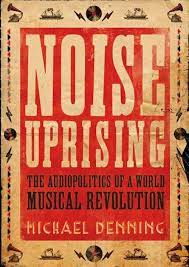 NOISE
UPRISING
THE AUDIOPOLITICS OF A WORLD
MUSICAL REVOLUTION
MICHAEL DENNING